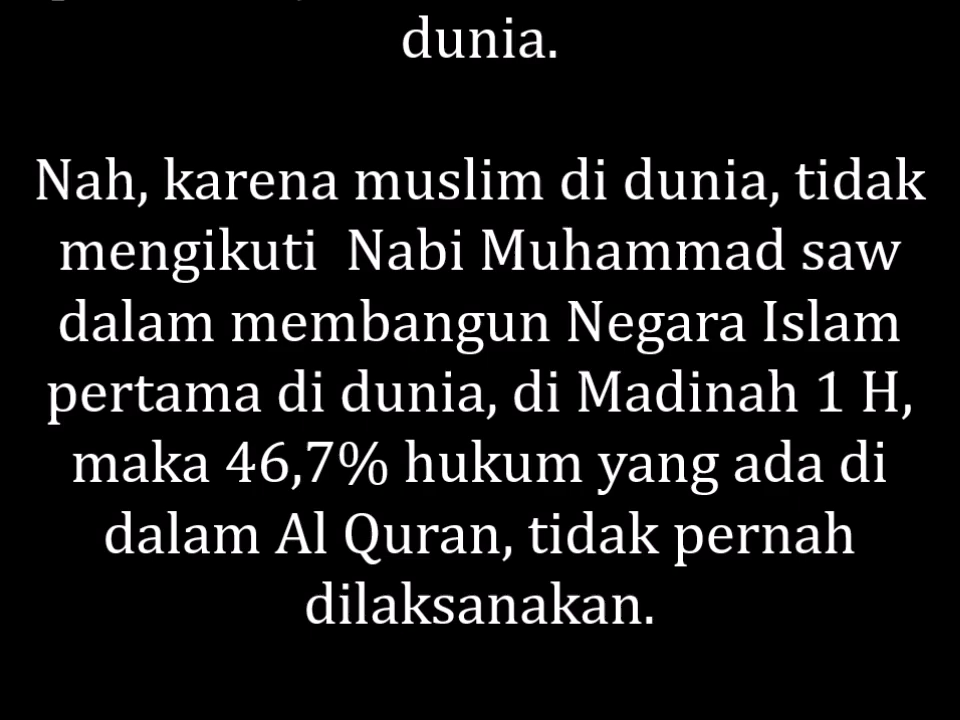 dunia.
Nah, karena muslim di dunia, tidak
mengikuti  Nabi Muhammad saw
dalam membangun Negara Islam
pertama di dunia, di Madinah 1 H,
maka 46,7% hukum yang ada di
dalam Al Quran, tidak pernah
dilaksanakan.